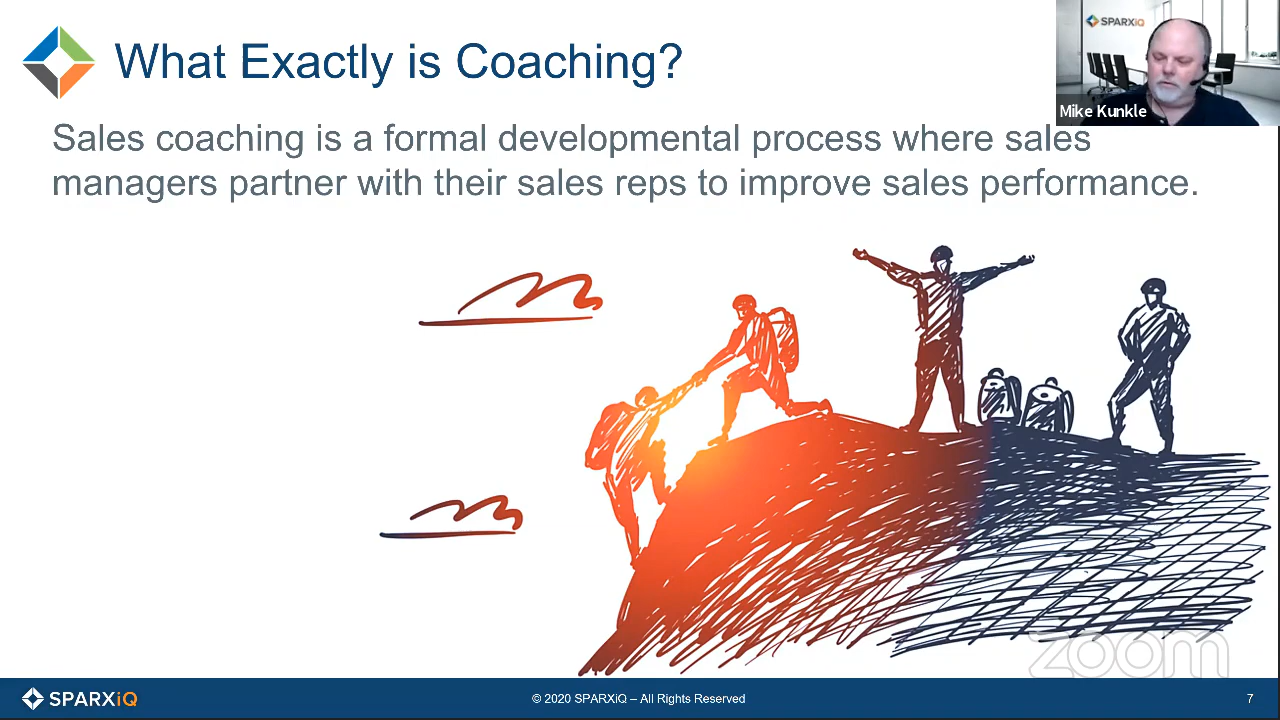 What Exactly is Coaching?
SPARXiQ
Mike Kunkle
Sales coaching is a formal developmental process where sales
managers partner with their sales reps to improve sales performance.
zoom
SPARXiQ
© 2020 SPARXiQ – All Rights Reserved
7